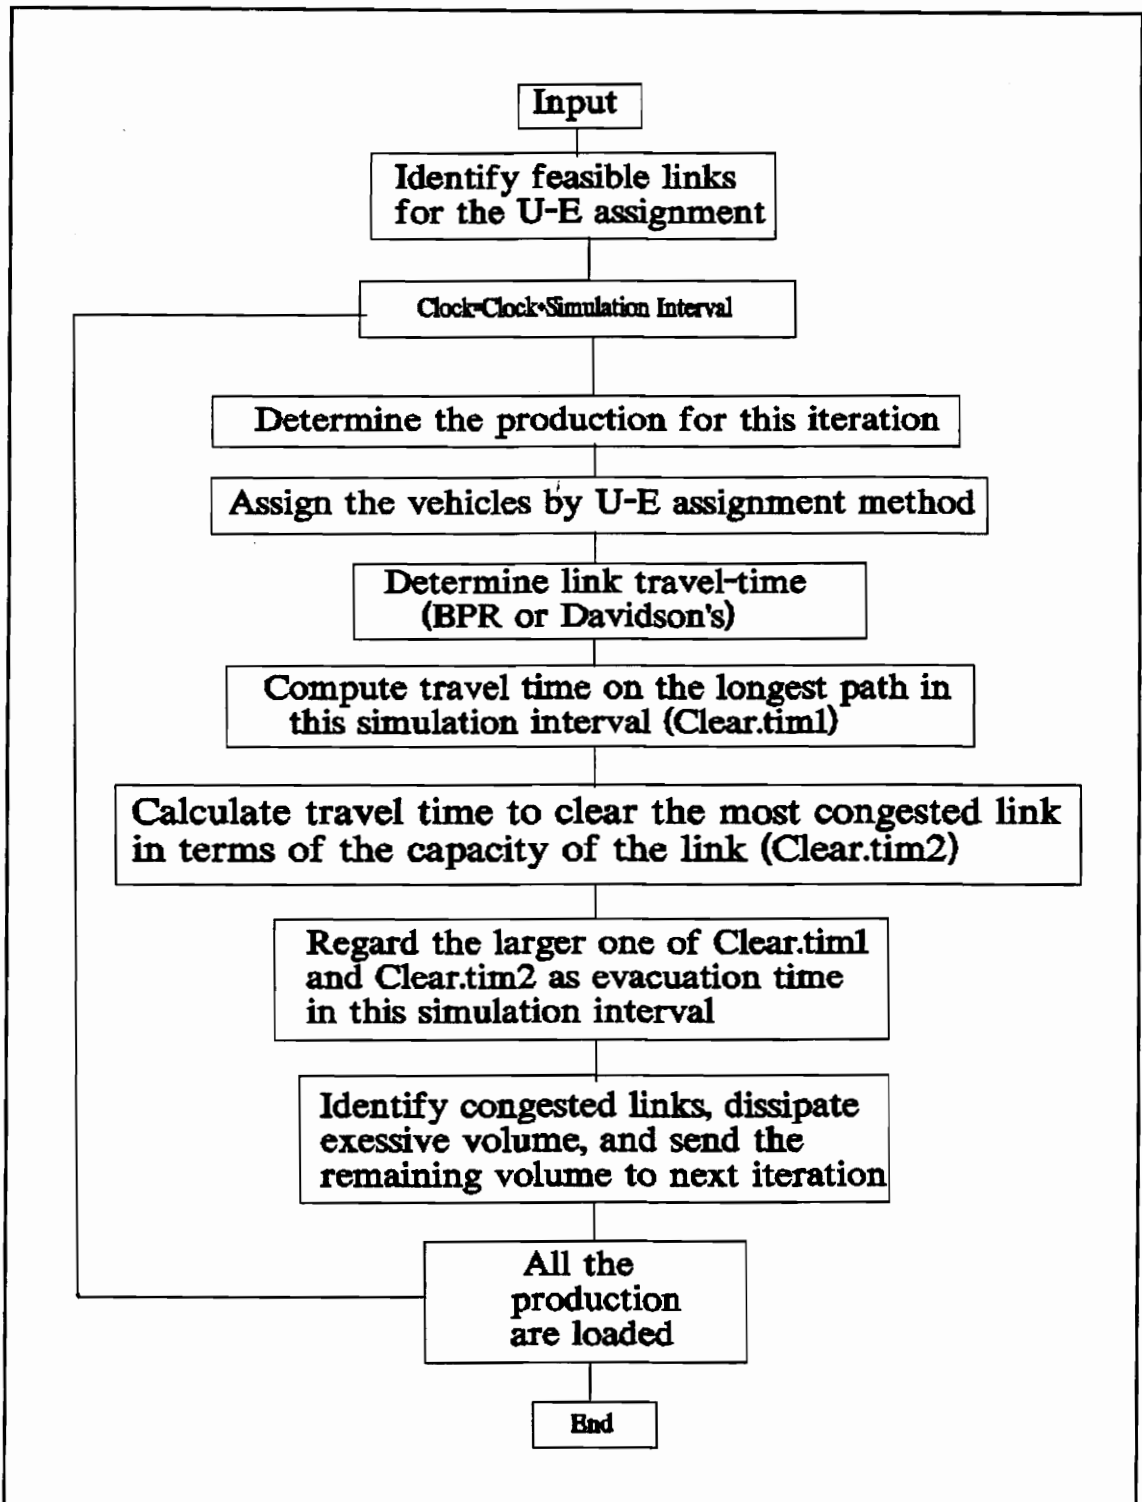 Input
Identify feasible links
for the U-E assignment
Clock=Clock+Simulation Interval
Determine the production for this iteration
Assign the vehicles by U-E assignment method
Determine link travel-time
(BPR or Davidson's)
Compute travel time on the longest path in
this simulation interval (Clear.tim1)
Calculate travel time to clear the most congested link
in terms of the capacity of the link (Clear.tim2)
Regard the larger one of Clear.tim1
and Clear.tim2 as evacuation time
in this simulation interval
Identify congested links, dissipate
exessive volume, and send the
remaining volume to next iteration
All the
production
are loaded
End